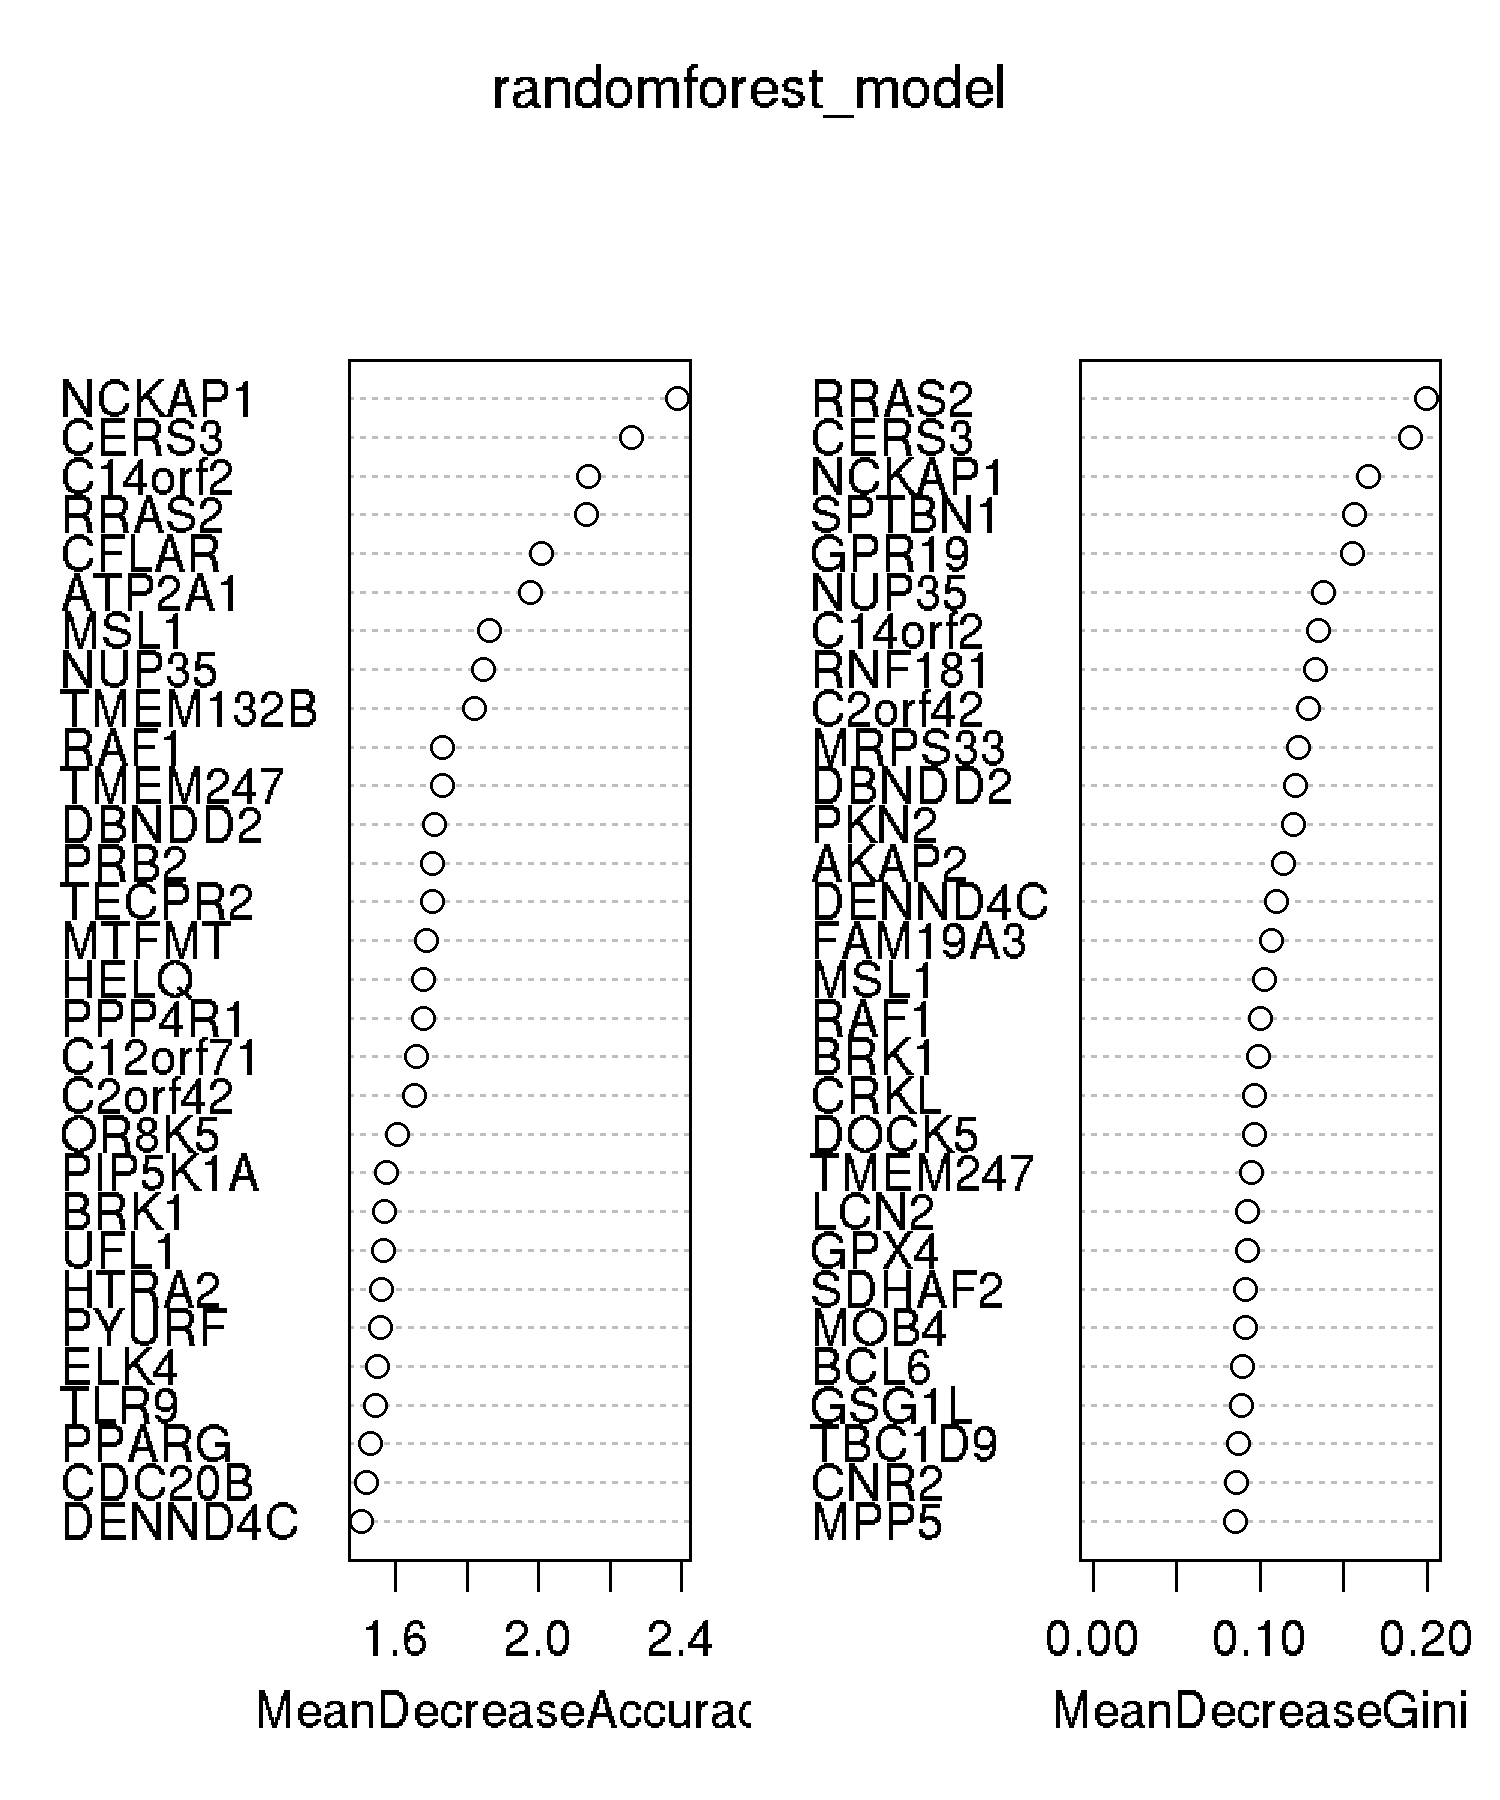 randomforest_model
NCKAP1
CERS3
C14orf2
RRAS2
CFLAR
ATP2A1
MSL1
NUP35
TMEM132B
RAF1
TMEM247
DBNDD2
PRB2
TECPR2
MTFMT
HELQ
PPP4R1
C12orf71
C2orf42
OR8K5
PIP5K1A
BRK1
UFL1
HTRA2
PYURF
ELK4
TLR9
PPARG
CDC20B
DENND4C
1.6 2.0 2.4
MeanDecreaseAccurac
RRAS2
CERS3
NCKAP1
SPTBN1
GPR19
NUP35
C14orf2
RNF181
C2orf42
MRPS33
DBNDD2
PKN2
AKAP2
DENND4C
FAM19A3
MSL1
RAF1
BRK1
CRKL
DOCK5
TMEM247
LCN2
GPX4
SDHAF2
MOB4
BCL6
GSG1L
TBC1D9
CNR2
MPP5
0.00 0.10 0.20
MeanDecreaseGini